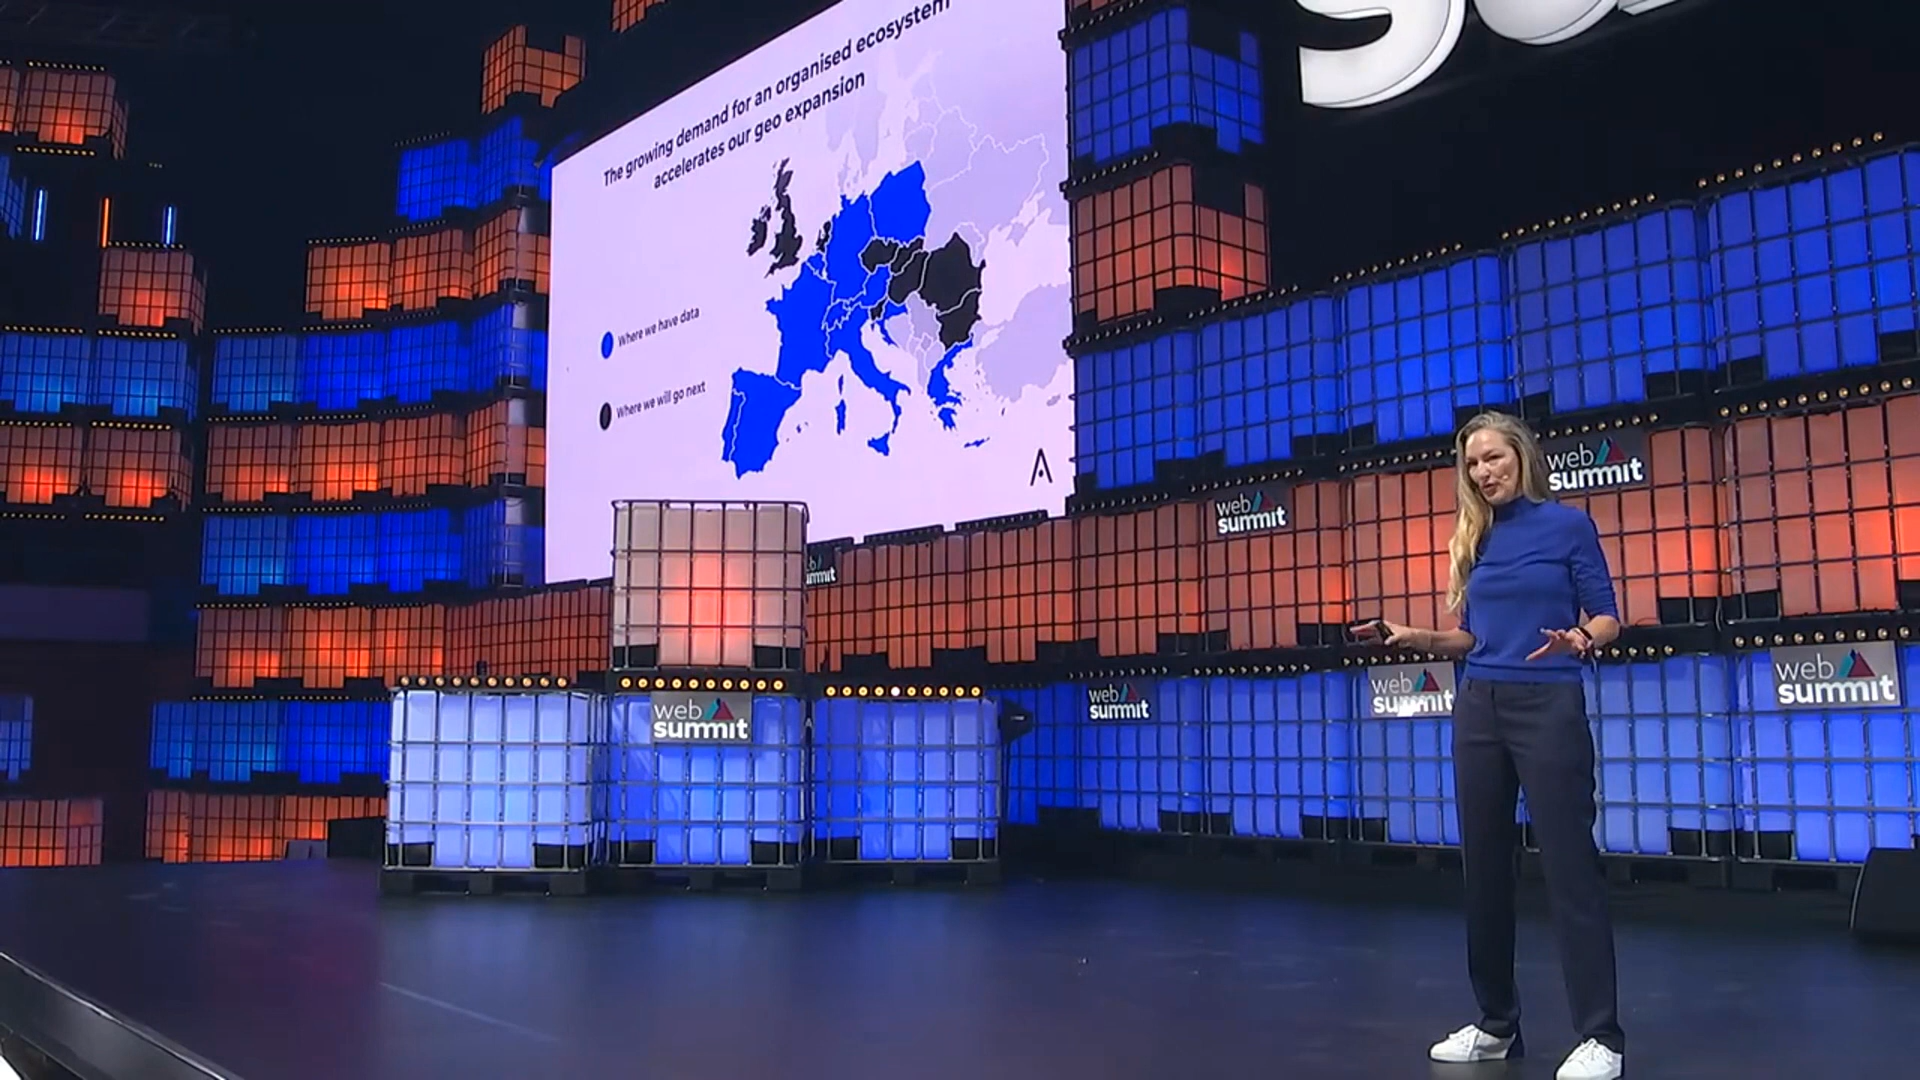 The growing demand for an organised ecosystem
accelerates our geo expansion
Where we have data
Where we will go next
web
summit
web
summit
web
summit
web
summit
web
summit
web
summit